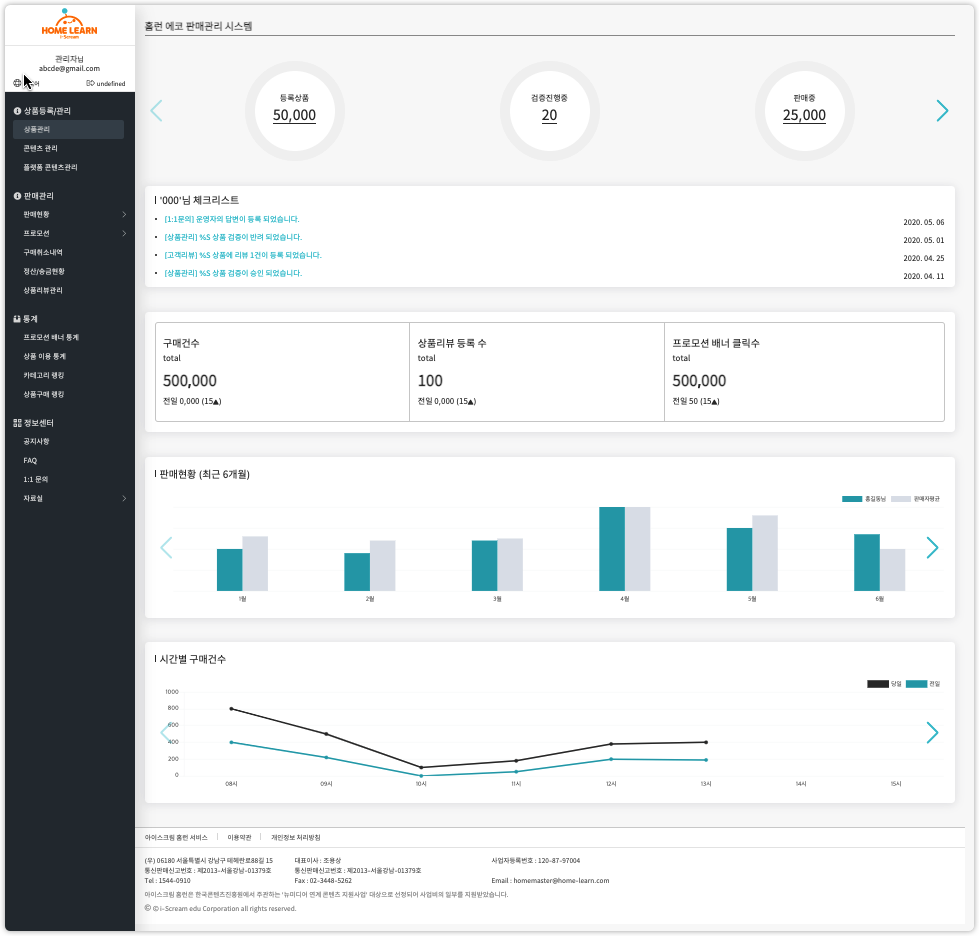 HOME LEARN
i-Scream
관리자님
abcde@gmail.com
undefined
상품등록/관리
상품관리
콘텐츠 관리
플랫폼 콘텐츠관리
판매관리
판매현황
프로모션
구매취소내역
정산/송금현황
상품리뷰관리
통계
프로모션 배너 통계
상품 이용 통계
카테고리 랭킹
상품구매 랭킹
정보센터
공지사항
FAQ
1:1 문의
자료실
홈런 에코 판매관리 시스템
등록상품
50,000
검증진행중
20
판매중
25,000
'000'님 체크리스트
[1:1문의] 운영자의 답변이 등록 되었습니다.
2020. 05. 06
[상품관리] %S 상품 검증이 반려 되었습니다.
2020. 05. 01
[고객리뷰] %S 상품에 리뷰 1건이 등록 되었습니다.
2020. 04. 25
[상품관리] %S 상품 검증이 승인 되었습니다.
2020. 04. 11
구매건수
total
500,000
전일 0,000 (15▲)
상품리뷰 등록 수
total
100
전일 0,000 (15▲)
프로모션 배너 클릭수
total
500,000
전일 50 (15▲)
판매현황 (최근 6개월)
홍길동님 판매자평균
1월 2월 3월 4월 5월 6월
시간별 구매건수
당일 전일
1000
800
600
400
200
0
08시 09시 10시 11시 12시 13시 14시 15시
아이스크림 홈런 서비스 이용약관 개인정보 처리방침
(우) 06180 서울특별시 강남구 테헤란로88길 15 대표이사 : 조용상 사업자등록번호 : 120-87-97004
통신판매신고번호 : 제2013-서울강남-01379호 통신판매신고번호 : 제2013-서울강남-01379호
Tel : 1544-0910 Fax : 02-3448-5262 Email : homemaster@home-learn.com
아이스크림 홈런은 한국콘텐츠진흥원에서 주관하는 '뉴미디어 연계 콘텐츠 지원사업' 대상으로 선정되어 사업비의 일부를 지원받았습니다.
© © i-Scream edu Corporation all rights reserved.